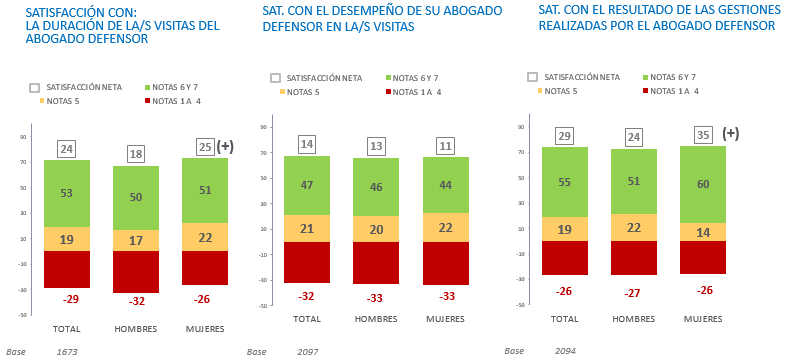 SATISFACCIÓN CON:
LA DURACIÓN DE LA/S VISITAS DEL
ABOGADO DEFENSOR
SATISFACCIÓN NETA
NOTAS 6 Y 7
NOTAS 5
NOTAS 1 A 4
90
70
50
30
10
-10
-30
-50
24
18
25 (+)
53
50
51
19
17
22
-29
-32
-26
TOTAL
HOMBRES
MUJERES
Base
1673
SAT. CON EL DESEMPEÑO DE SU ABOGADO
DEFENSOR EN LA/S VISITAS
SATISFACCIÓN NETA
NOTAS 6 Y 7
NOTAS 5
NOTAS 1 A 4
90
70
50
30
10
-10
-30
-50
14
13
11
47
46
44
21
20
22
-32
-33
-33
TOTAL
HOMBRES
MUJERES
Base
2097
SAT. CON EL RESULTADO DE LAS GESTIONES
REALIZADAS POR EL ABOGADO DEFENSOR
SATISFACCIÓN NETA
NOTAS 6 Y 7
NOTAS 5
NOTAS 1 A 4
90
70
50
30
10
-10
-30
-50
29
24
35 (+)
55
51
60
19
22
14
-26
-27
-26
TOTAL
HOMBRES
MUJERES
Base
2094